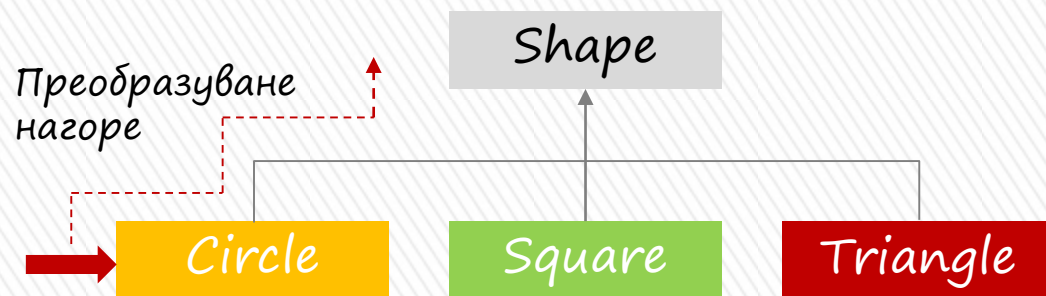 Shape
Преобразуване
нагоре
Circle
Square
Triangle